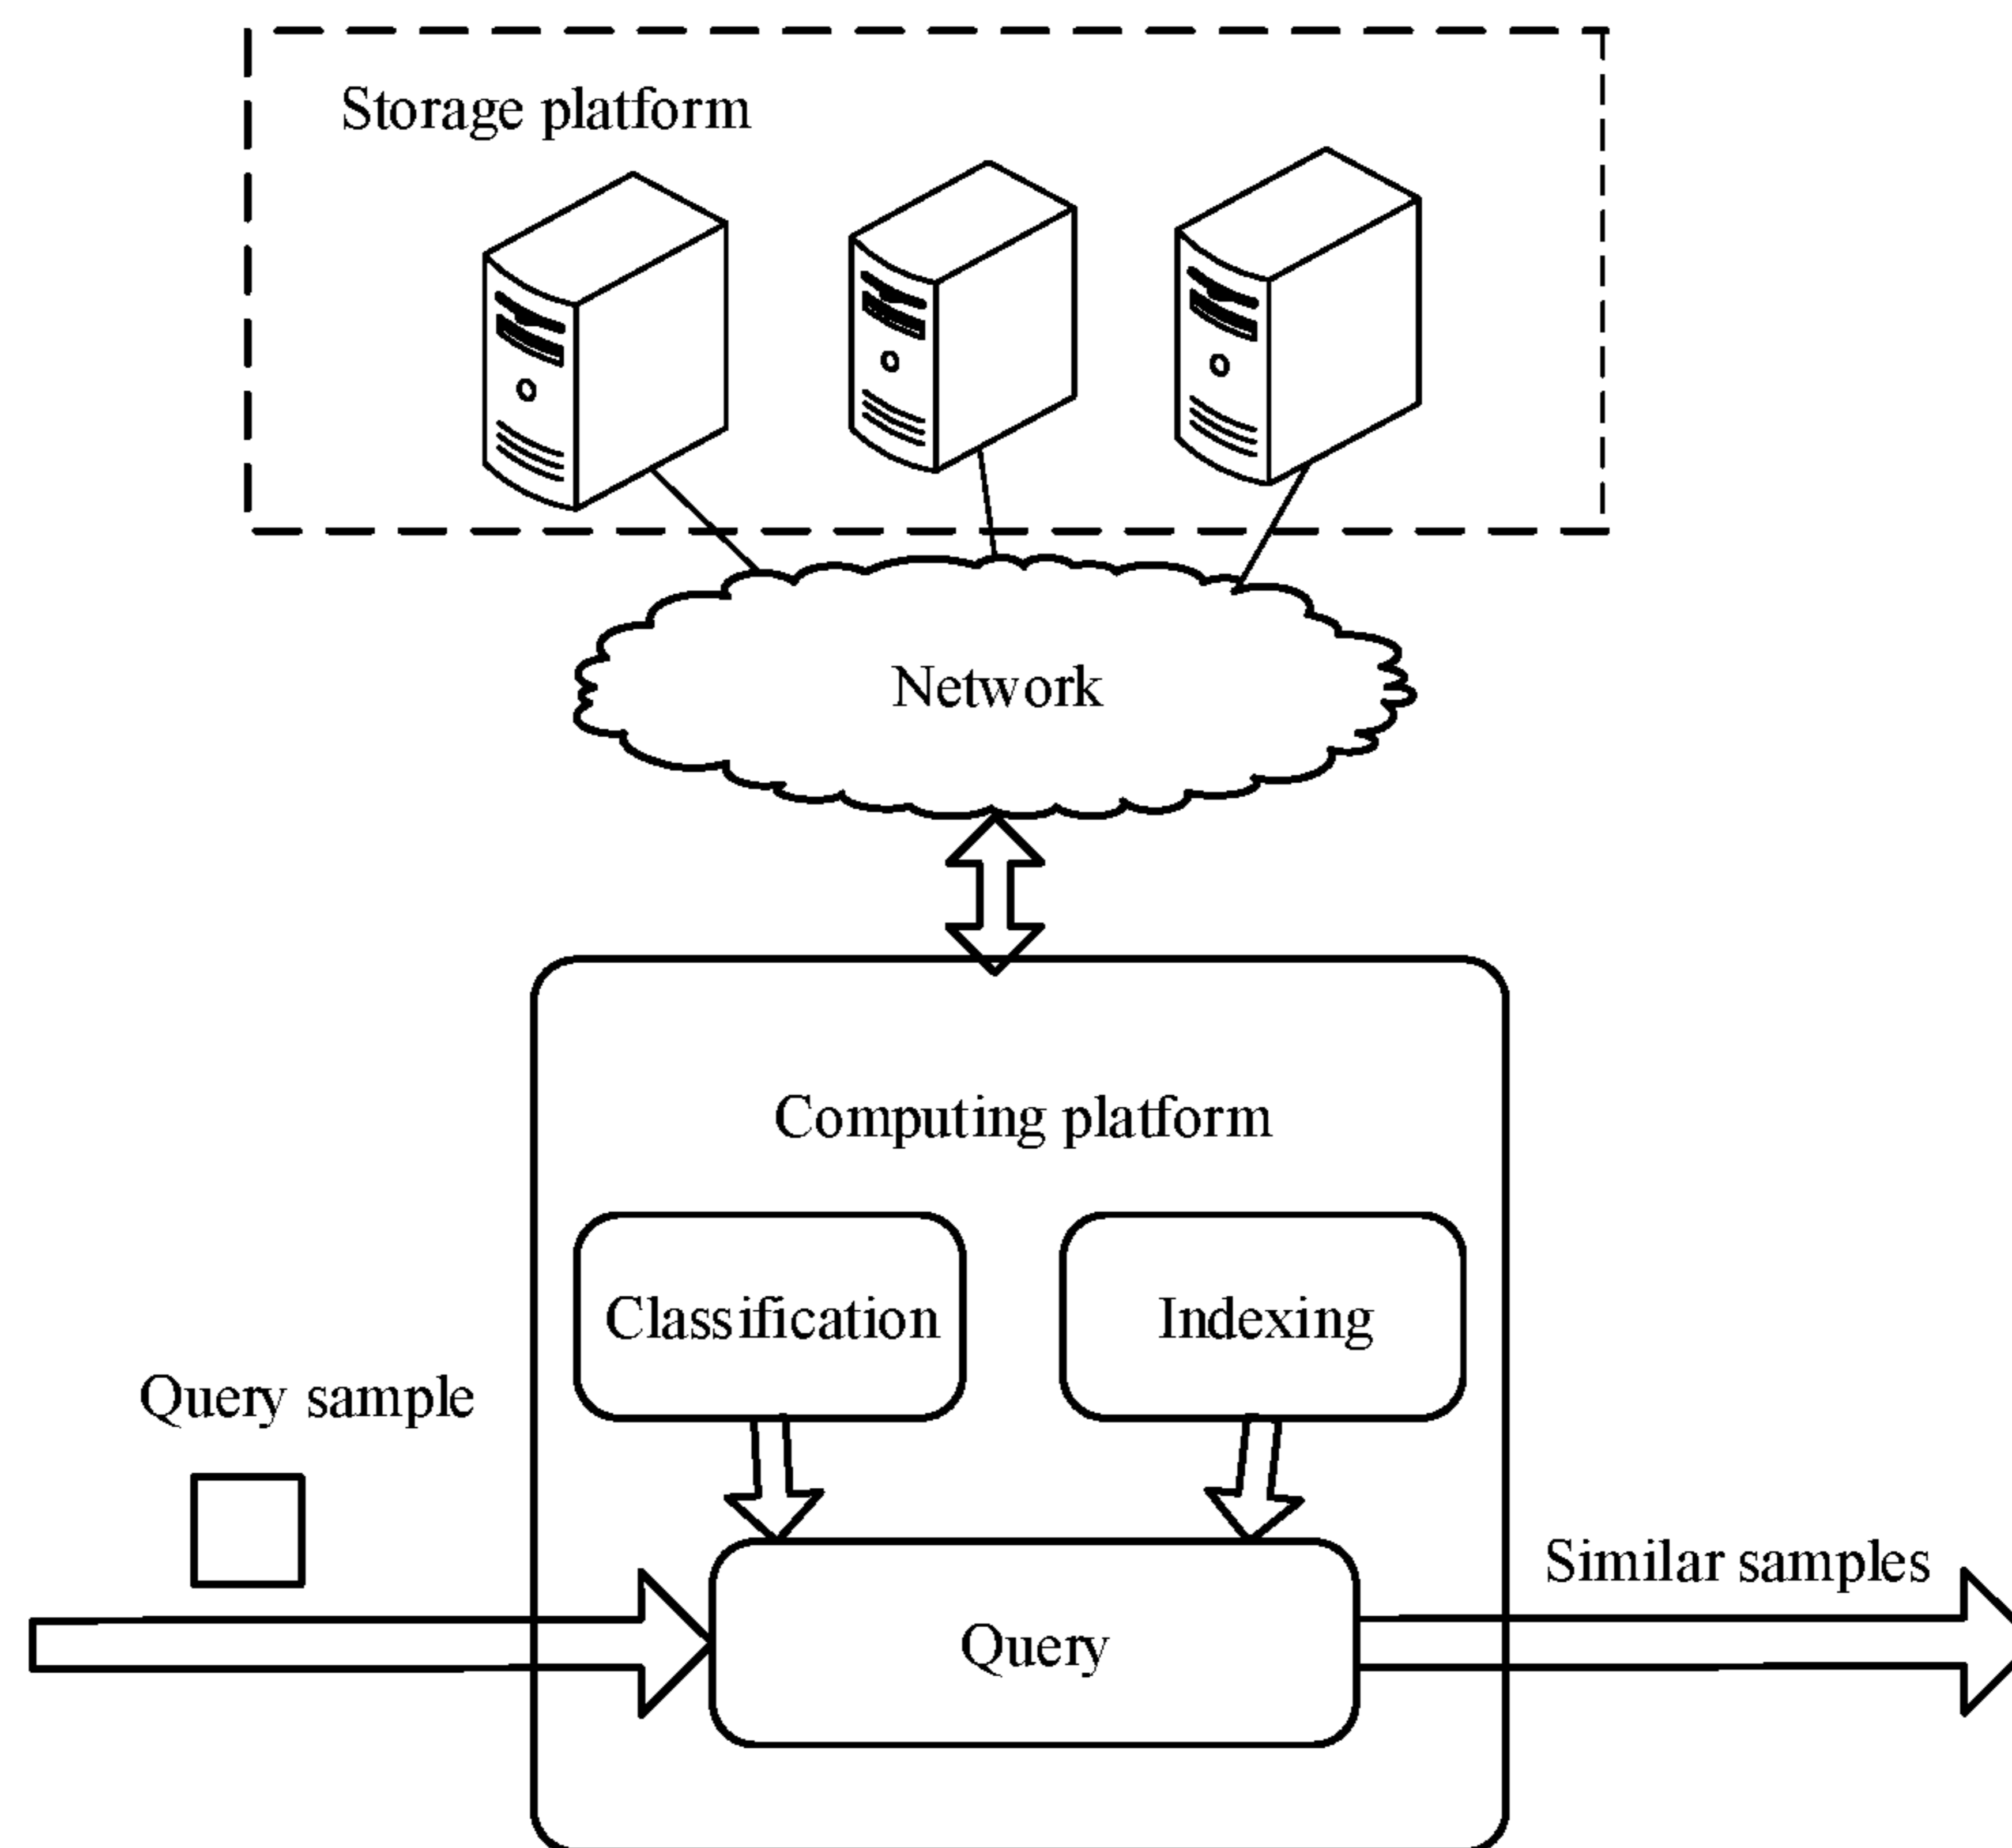 Storage platform
Network
Computing platform
Classification
Indexing
Query sample
Similar samples
Query